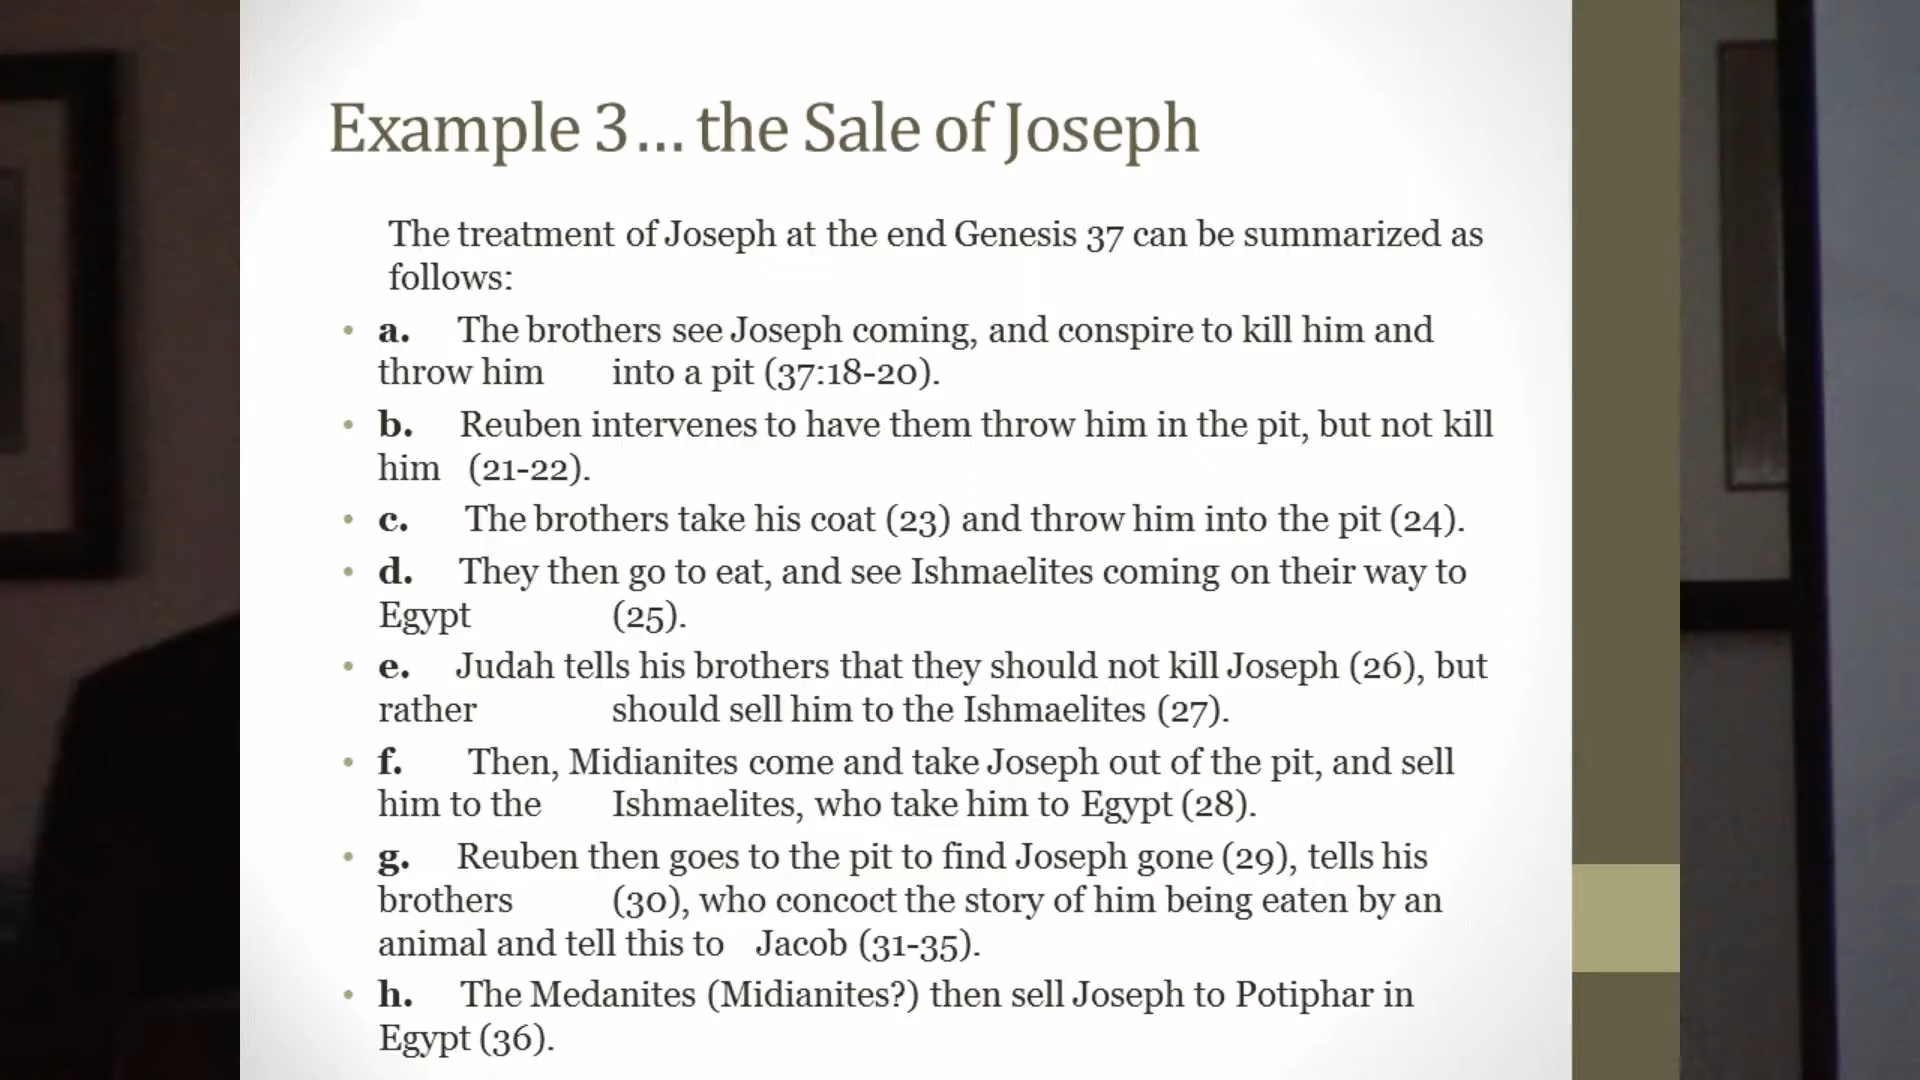 Example 3... the Sale of Joseph
The treatment of Joseph at the end Genesis 37 can be summarized as
follows:
• a. The brothers see Joseph coming, and conspire to kill him and
throw him into a pit (37:18-20).
• b. Reuben intervenes to have them throw him in the pit, but not kill
him (21-22).
• c. The brothers take his coat (23) and throw him into the pit (24).
• d. They then go to eat, and see Ishmaelites coming on their way to
Egypt (25).
• e. Judah tells his brothers that they should not kill Joseph (26), but
rather should sell him to the Ishmaelites (27).
• f. Then, Midianites come and take Joseph out of the pit, and sell
him to the Ishmaelites, who take him to Egypt (28).
• g. Reuben then goes to the pit to find Joseph gone (29), tells his
brothers (30), who concoct the story of him being eaten by an
animal and tell this to Jacob (31-35).
• h. The Medanites (Midianites?) then sell Joseph to Potiphar in
Egypt (36).